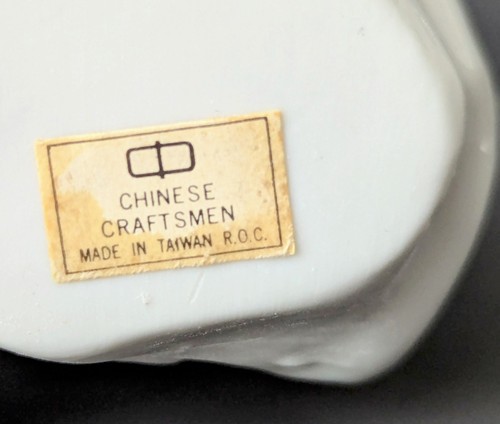 CHINESE
CRAFTSMEN
MADE IN TAIWAN R.O.C.